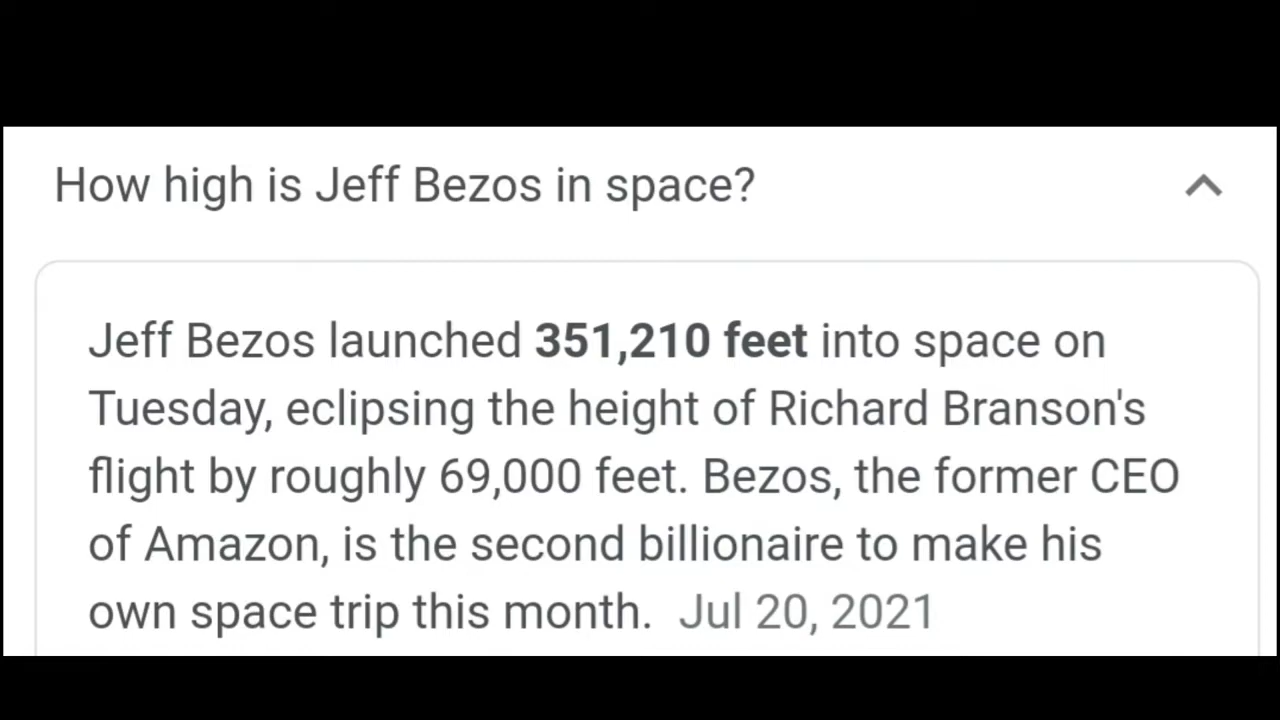 How high is Jeff Bezos in space?
Jeff Bezos launched 351,210 feet into space on
Tuesday, eclipsing the height of Richard Branson's
flight by roughly 69,000 feet. Bezos, the former CEO
of Amazon, is the second billionaire to make his
own space trip this month. Jul 20, 2021